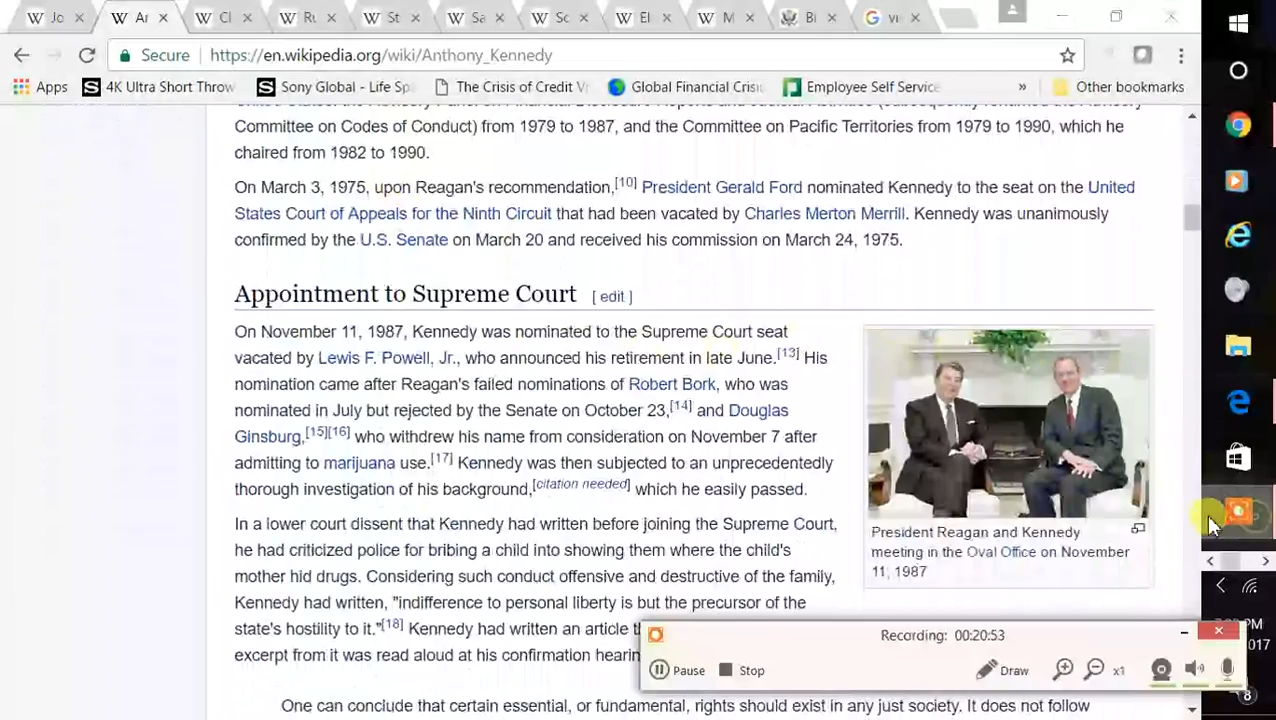 Jo
Ar
Cl
Ru
St
Sa
Sc
El
M
Bi
vi
Secure
https://en.wikipedia.org/wiki/Anthony_Kennedy
Apps
4K Ultra Short Throw
Sony Global - Life Sp
The Crisis of Credit V
Global Financial Crisi
Employee Self Service
»
Other bookmarks
Committee on Codes of Conduct) from 1979 to 1987, and the Committee on Pacific Territories from 1979 to 1990, which he
chaired from 1982 to 1990.
On March 3, 1975, upon Reagan's recommendation,[10] President Gerald Ford nominated Kennedy to the seat on the United
States Court of Appeals for the Ninth Circuit that had been vacated by Charles Merton Merrill. Kennedy was unanimously
confirmed by the U.S. Senate on March 20 and received his commission on March 24, 1975.
Appointment to Supreme Court [ edit ]
On November 11, 1987, Kennedy was nominated to the Supreme Court seat
vacated by Lewis F. Powell, Jr., who announced his retirement in late June.[13] His
nomination came after Reagan's failed nominations of Robert Bork, who was
nominated in July but rejected by the Senate on October 23,[14] and Douglas
Ginsburg,[15][16] who withdrew his name from consideration on November 7 after
admitting to marijuana use.[17] Kennedy was then subjected to an unprecedentedly
thorough investigation of his background,[citation needed] which he easily passed.
President Reagan and Kennedy
meeting in the Oval Office on November
11, 1987
In a lower court dissent that Kennedy had written before joining the Supreme Court,
he had criticized police for bribing a child into showing them where the child's
mother hid drugs. Considering such conduct offensive and destructive of the family,
Kennedy had written, "indifference to personal liberty is but the precursor of the
state's hostility to it."[18] Kennedy had written an article
excerpt from it was read aloud at his confirmation hearin
One can conclude that certain essential, or fundamental, rights should exist in any just society. It does not follow
Recording: 00:20:53
Pause
Stop
Draw
x1
PM
017
8